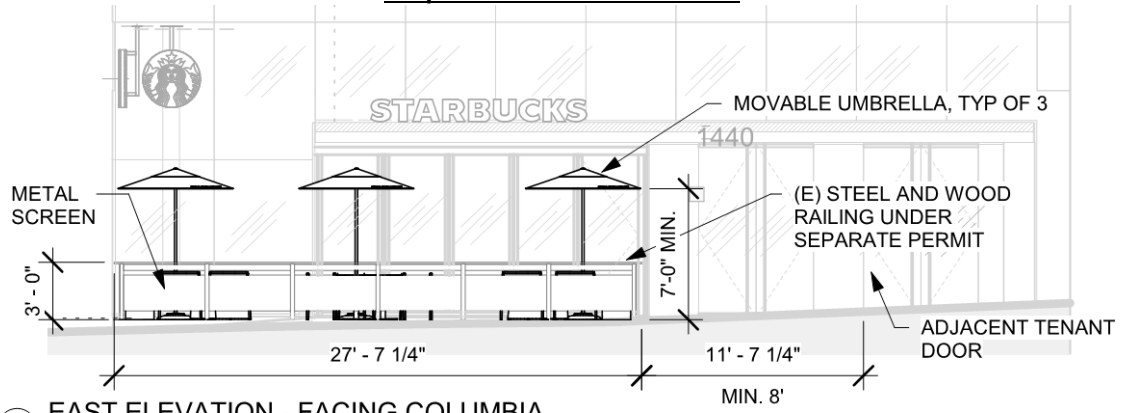 STARBUCKS
MOVABLE UMBRELLA, TYP OF 3
1440
METAL
SCREEN
(E) STEEL AND WOOD
RAILING UNDER
SEPARATE PERMIT
3' - 0"
7'-0" MIN.
ADJACENT TENANT
DOOR
27' - 7 1/4"
11' - 7 1/4"
MIN. 8'
EAST ELEVATION - FACING COLUMBIA